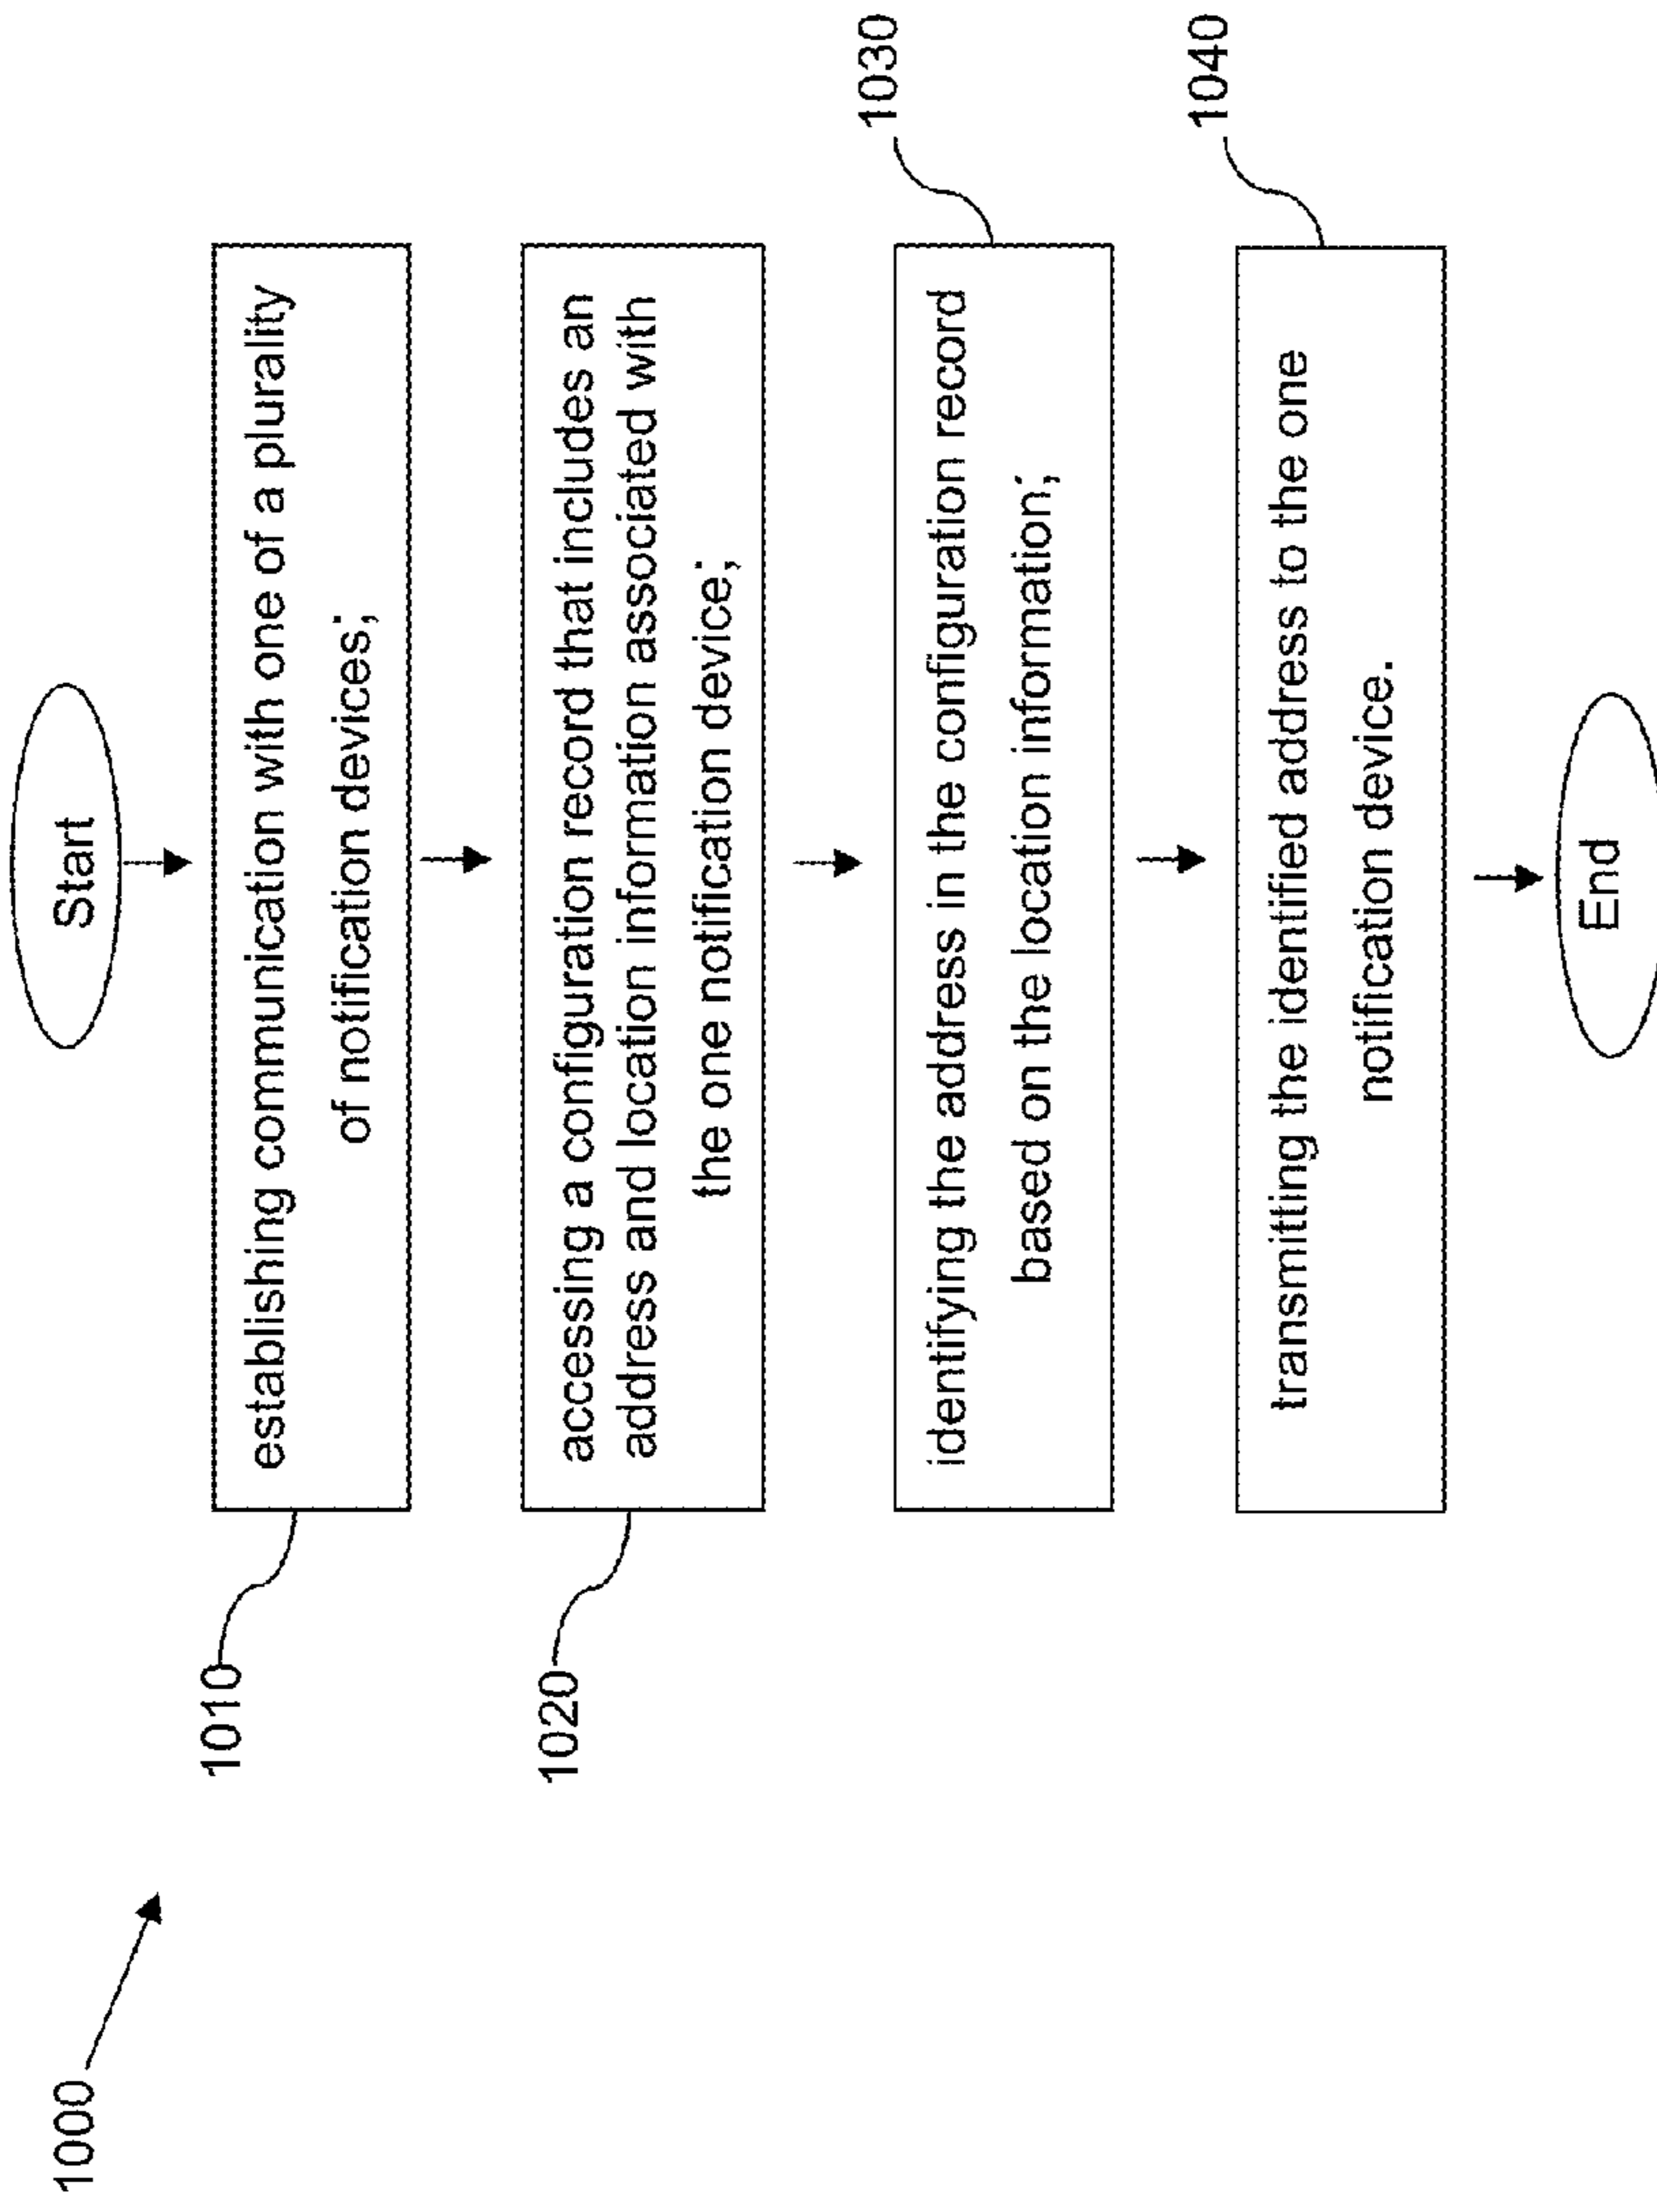 1000
Start
1010
establishing communication with one of a plurality
of notification devices;
1020
accessing a configuration record that includes an
address and location information associated with
the one notification device;
1030
identifying the address in the configuration record
based on the location information;
1040
transmitting the identified address to the one
notification device.
End